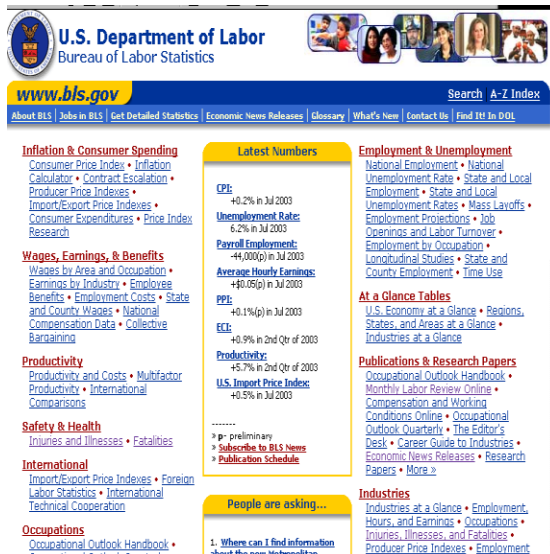 U.S. Department of Labor
Bureau of Labor Statistics
www.bls.gov
Search | A-Z Index
About BLS | Jobs in BLS | Get Detailed Statistics | Economic News Releases | Glossary | What's New | Contact Us | Find It! In DOL
Inflation & Consumer Spending
Consumer Price Index • Inflation
Calculator • Contract Escalation •
Producer Price Indexes •
Import/Export Price Indexes •
Consumer Expenditures • Price Index
Research
Wages, Earnings, & Benefits
Wages by Area and Occupation •
Earnings by Industry • Employee
Benefits • Employment Costs • State
and County Wages • National
Compensation Data • Collective
Bargaining
Productivity
Productivity and Costs • Multifactor
Productivity • International
Comparisons
Safety & Health
Injuries and Illnesses • Fatalities
International
Import/Export Price Indexes • Foreign
Labor Statistics • International
Technical Cooperation
Occupations
Occupational Outlook Handbook •
Latest Numbers
CPI:
+0.2% in Jul 2003
Unemployment Rate:
6.2% in Jul 2003
Payroll Employment:
-44,000(p) in Jul 2003
Average Hourly Earnings:
+$0.05(p) in Jul 2003
PPI:
+0.1%(p) in Jul 2003
ECI:
+0.9% in 2nd Qtr of 2003
Productivity:
+5.7% in 2nd Qtr of 2003
U.S. Import Price Index:
+0.5% in Jul 2003
-------
> p- preliminary
> Subscribe to BLS News
> Publication Schedule
People are asking...
1. Where can I find information
about the new Metropolitan
Employment & Unemployment
National Employment • National
Unemployment Rate • State and Local
Employment • State and Local
Unemployment Rates • Mass Layoffs •
Employment Projections • Job
Openings and Labor Turnover •
Employment by Occupation •
Longitudinal Studies • State and
County Employment • Time Use
At a Glance Tables
U.S. Economy at a Glance • Regions,
States, and Areas at a Glance •
Industries at a Glance
Publications & Research Papers
Occupational Outlook Handbook •
Monthly Labor Review Online •
Compensation and Working
Conditions Online • Occupational
Outlook Quarterly • The Editor's
Desk • Career Guide to Industries •
Economic News Releases • Research
Papers • More »
Industries
Industries at a Glance • Employment,
Hours, and Earnings • Occupations •
Injuries, Illnesses, and Fatalities •
Producer Price Indexes • Employment